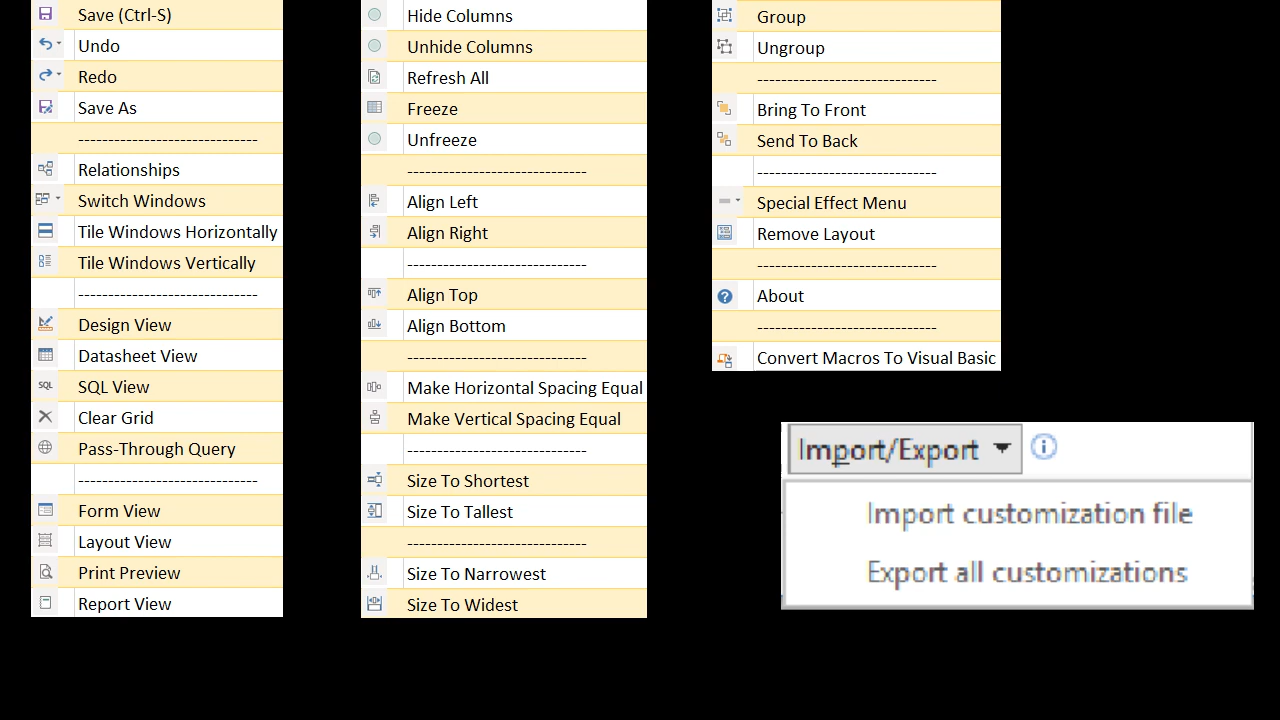 Save (Ctrl-S)
Undo
Redo
Save As
------------------------------
Relationships
Switch Windows
Tile Windows Horizontally
Tile Windows Vertically
------------------------------
Design View
Datasheet View
SQL SQL View
Clear Grid
Pass-Through Query
------------------------------
Form View
Layout View
Print Preview
Report View
Hide Columns
Unhide Columns
Refresh All
Freeze
Unfreeze
------------------------------
Align Left
Align Right
------------------------------
Align Top
Align Bottom
------------------------------
Make Horizontal Spacing Equal
Make Vertical Spacing Equal
------------------------------
Size To Shortest
Size To Tallest
------------------------------
Size To Narrowest
Size To Widest
Group
Ungroup
------------------------------
Bring To Front
Send To Back
------------------------------
Special Effect Menu
Remove Layout
------------------------------
? About
------------------------------
Convert Macros To Visual Basic
Import/Export
Import customization file
Export all customizations